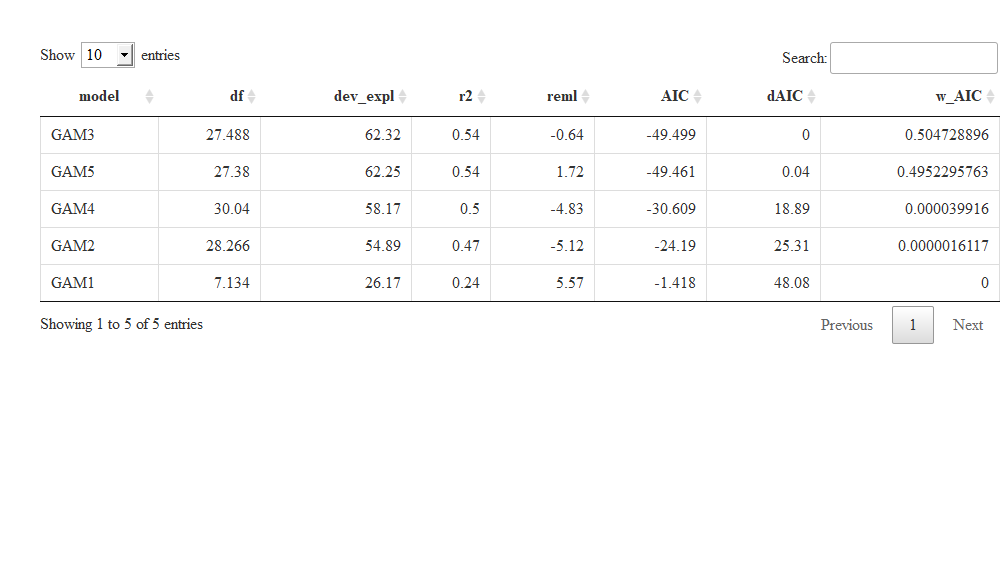 Show 10 entries Search:
model df dev_expl r2 reml AIC dAIC w_AIC
GAM3 27.488 62.32 0.54 -0.64 -49.499 0 0.504728896
GAM5 27.38 62.25 0.54 1.72 -49.461 0.04 0.4952295763
GAM4 30.04 58.17 0.5 -4.83 -30.609 18.89 0.000039916
GAM2 28.266 54.89 0.47 -5.12 -24.19 25.31 0.0000016117
GAM1 7.134 26.17 0.24 5.57 -1.418 48.08 0
Showing 1 to 5 of 5 entries Previous 1 Next